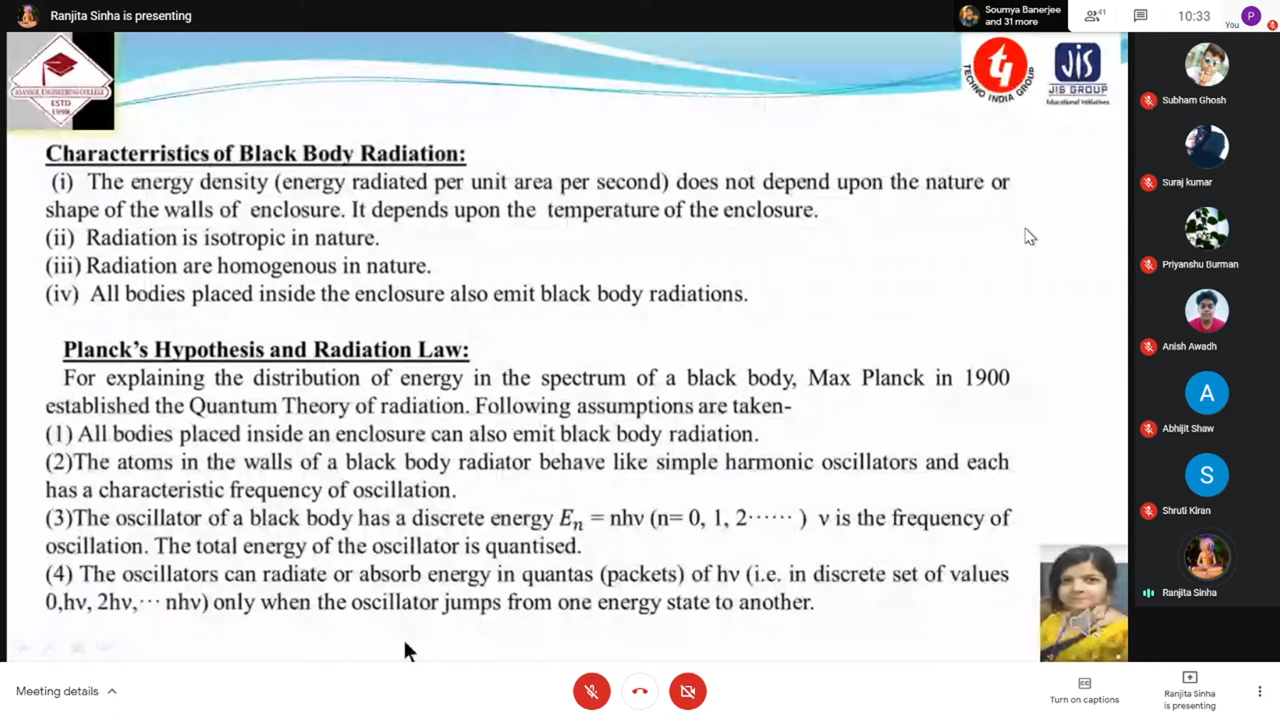 Ranjita Sinha is presenting
Soumya Banerjee
and 31 more
41
10:33
P
You
ASANSOL ENGINEERING COLLEGE
ESTD
1998
TECHNO INDIA GROUP
JIS
JIS GROUP
Educational Initiatives
Characterristics of Black Body Radiation:
(i) The energy density (energy radiated per unit area per second) does not depend upon the nature or
shape of the walls of enclosure. It depends upon the temperature of the enclosure.
(ii) Radiation is isotropic in nature.
(iii) Radiation are homogenous in nature.
(iv) All bodies placed inside the enclosure also emit black body radiations.
Planck's Hypothesis and Radiation Law:
For explaining the distribution of energy in the spectrum of a black body, Max Planck in 1900
established the Quantum Theory of radiation. Following assumptions are taken-
(1) All bodies placed inside an enclosure can also emit black body radiation.
(2)The atoms in the walls of a black body radiator behave like simple harmonic oscillators and each
has a characteristic frequency of oscillation.
(3)The oscillator of a black body has a discrete energy Eₙ = nhν (n= 0, 1, 2⋯⋯ ) ν is the frequency of
oscillation. The total energy of the oscillator is quantised.
(4) The oscillators can radiate or absorb energy in quantas (packets) of hν (i.e. in discrete set of values
0,hν, 2hν,⋯ nhν) only when the oscillator jumps from one energy state to another.
Subham Ghosh
Suraj kumar
Priyanshu Burman
Anish Awadh
A
Abhijit Shaw
S
Shruti Kiran
Ranjita Sinha
Meeting details
CC
Turn on captions
Ranjita Sinha
is presenting